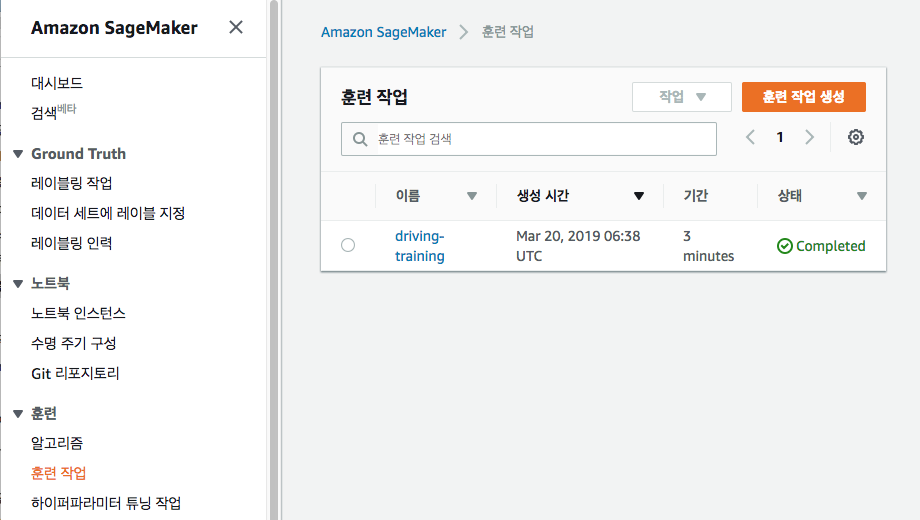 Amazon SageMaker
대시보드
검색베타
Ground Truth
레이블링 작업
데이터 세트에 레이블 지정
레이블링 인력
노트북
노트북 인스턴스
수명 주기 구성
Git 리포지토리
훈련
알고리즘
훈련 작업
하이퍼파라미터 튜닝 작업
Amazon SageMaker > 훈련 작업
훈련 작업
작업
훈련 작업 생성
훈련 작업 검색
1
이름 생성 시간 기간 상태
driving- Mar 20, 2019 06:38 3 Completed
training UTC minutes